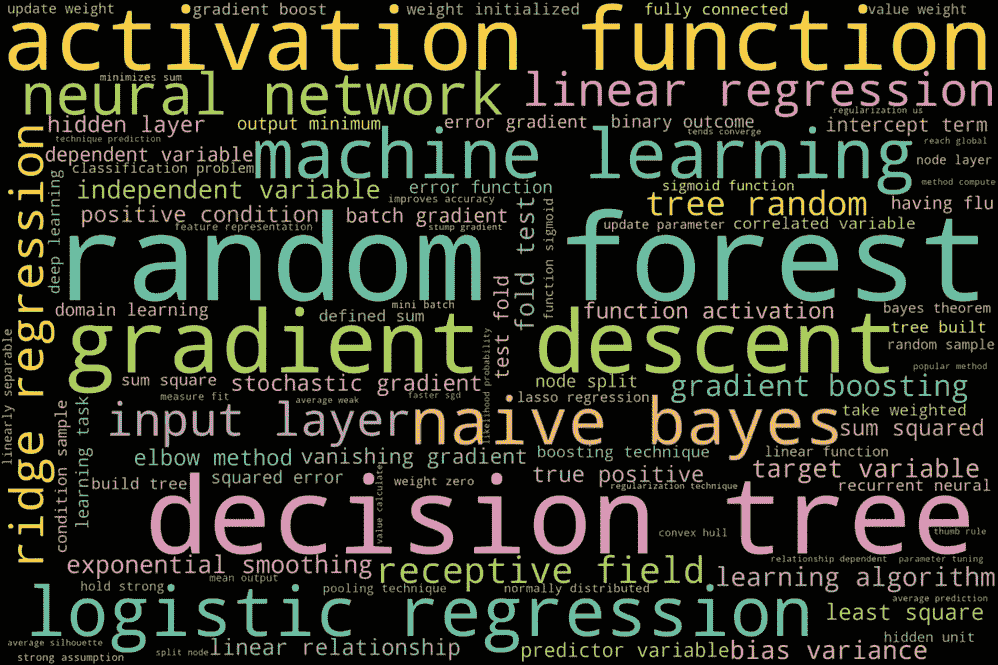 update weight
gradient boost
weight initialized
fully connected
value weight
activation function
minimizes sum
neural network
linear regression
regularization us
hidden layer
output minimum
error gradient
binary outcome
intercept term
technique prediction
tends converge
reach global
dependent variable
machine learning
node layer
classification problem
method compute
independent variable
error function
sigmoid function
improves accuracy
tree random
having flu
positive condition
batch gradient
feature representation
stump gradient
update parameter
correlated variable
ridge regression
deep learning
random forest
fold test
function sigmoid
domain learning
mini batch
defined sum
test fold
function activation
bayes theorem
tree built
gradient descent
random sample
popular method
linearly separable
sum square
stochastic gradient
likelihood probability
node split
gradient boosting
measure fit
average weak
faster sgd
lasso regression
take weighted
condition sample
learning task
input layer
naive bayes
sum squared
elbow method
vanishing gradient
boosting technique
linear function
build tree
squared error
value calculate
weight zero
true positive
target variable
regularization technique
recurrent neural
decision tree
convex hull
thumb rule
exponential smoothing
receptive field
relationship dependent
parameter tuning
learning algorithm
hold strong
mean output
pooling technique
normally distributed
average prediction
logistic regression
least square
average silhouette
strong assumption
split node
linear relationship
predictor variable
bias variance
hidden unit